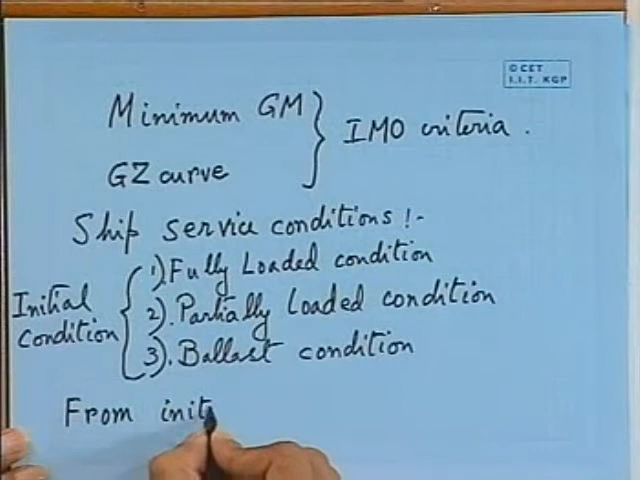 © CET
I.I.T. KGP
Minimum GM
GZ curve
IMO criteria.
Ship service conditions:-
Initial condition
1). Fully Loaded condition
2). Partially Loaded condition
3). Ballast condition
From init